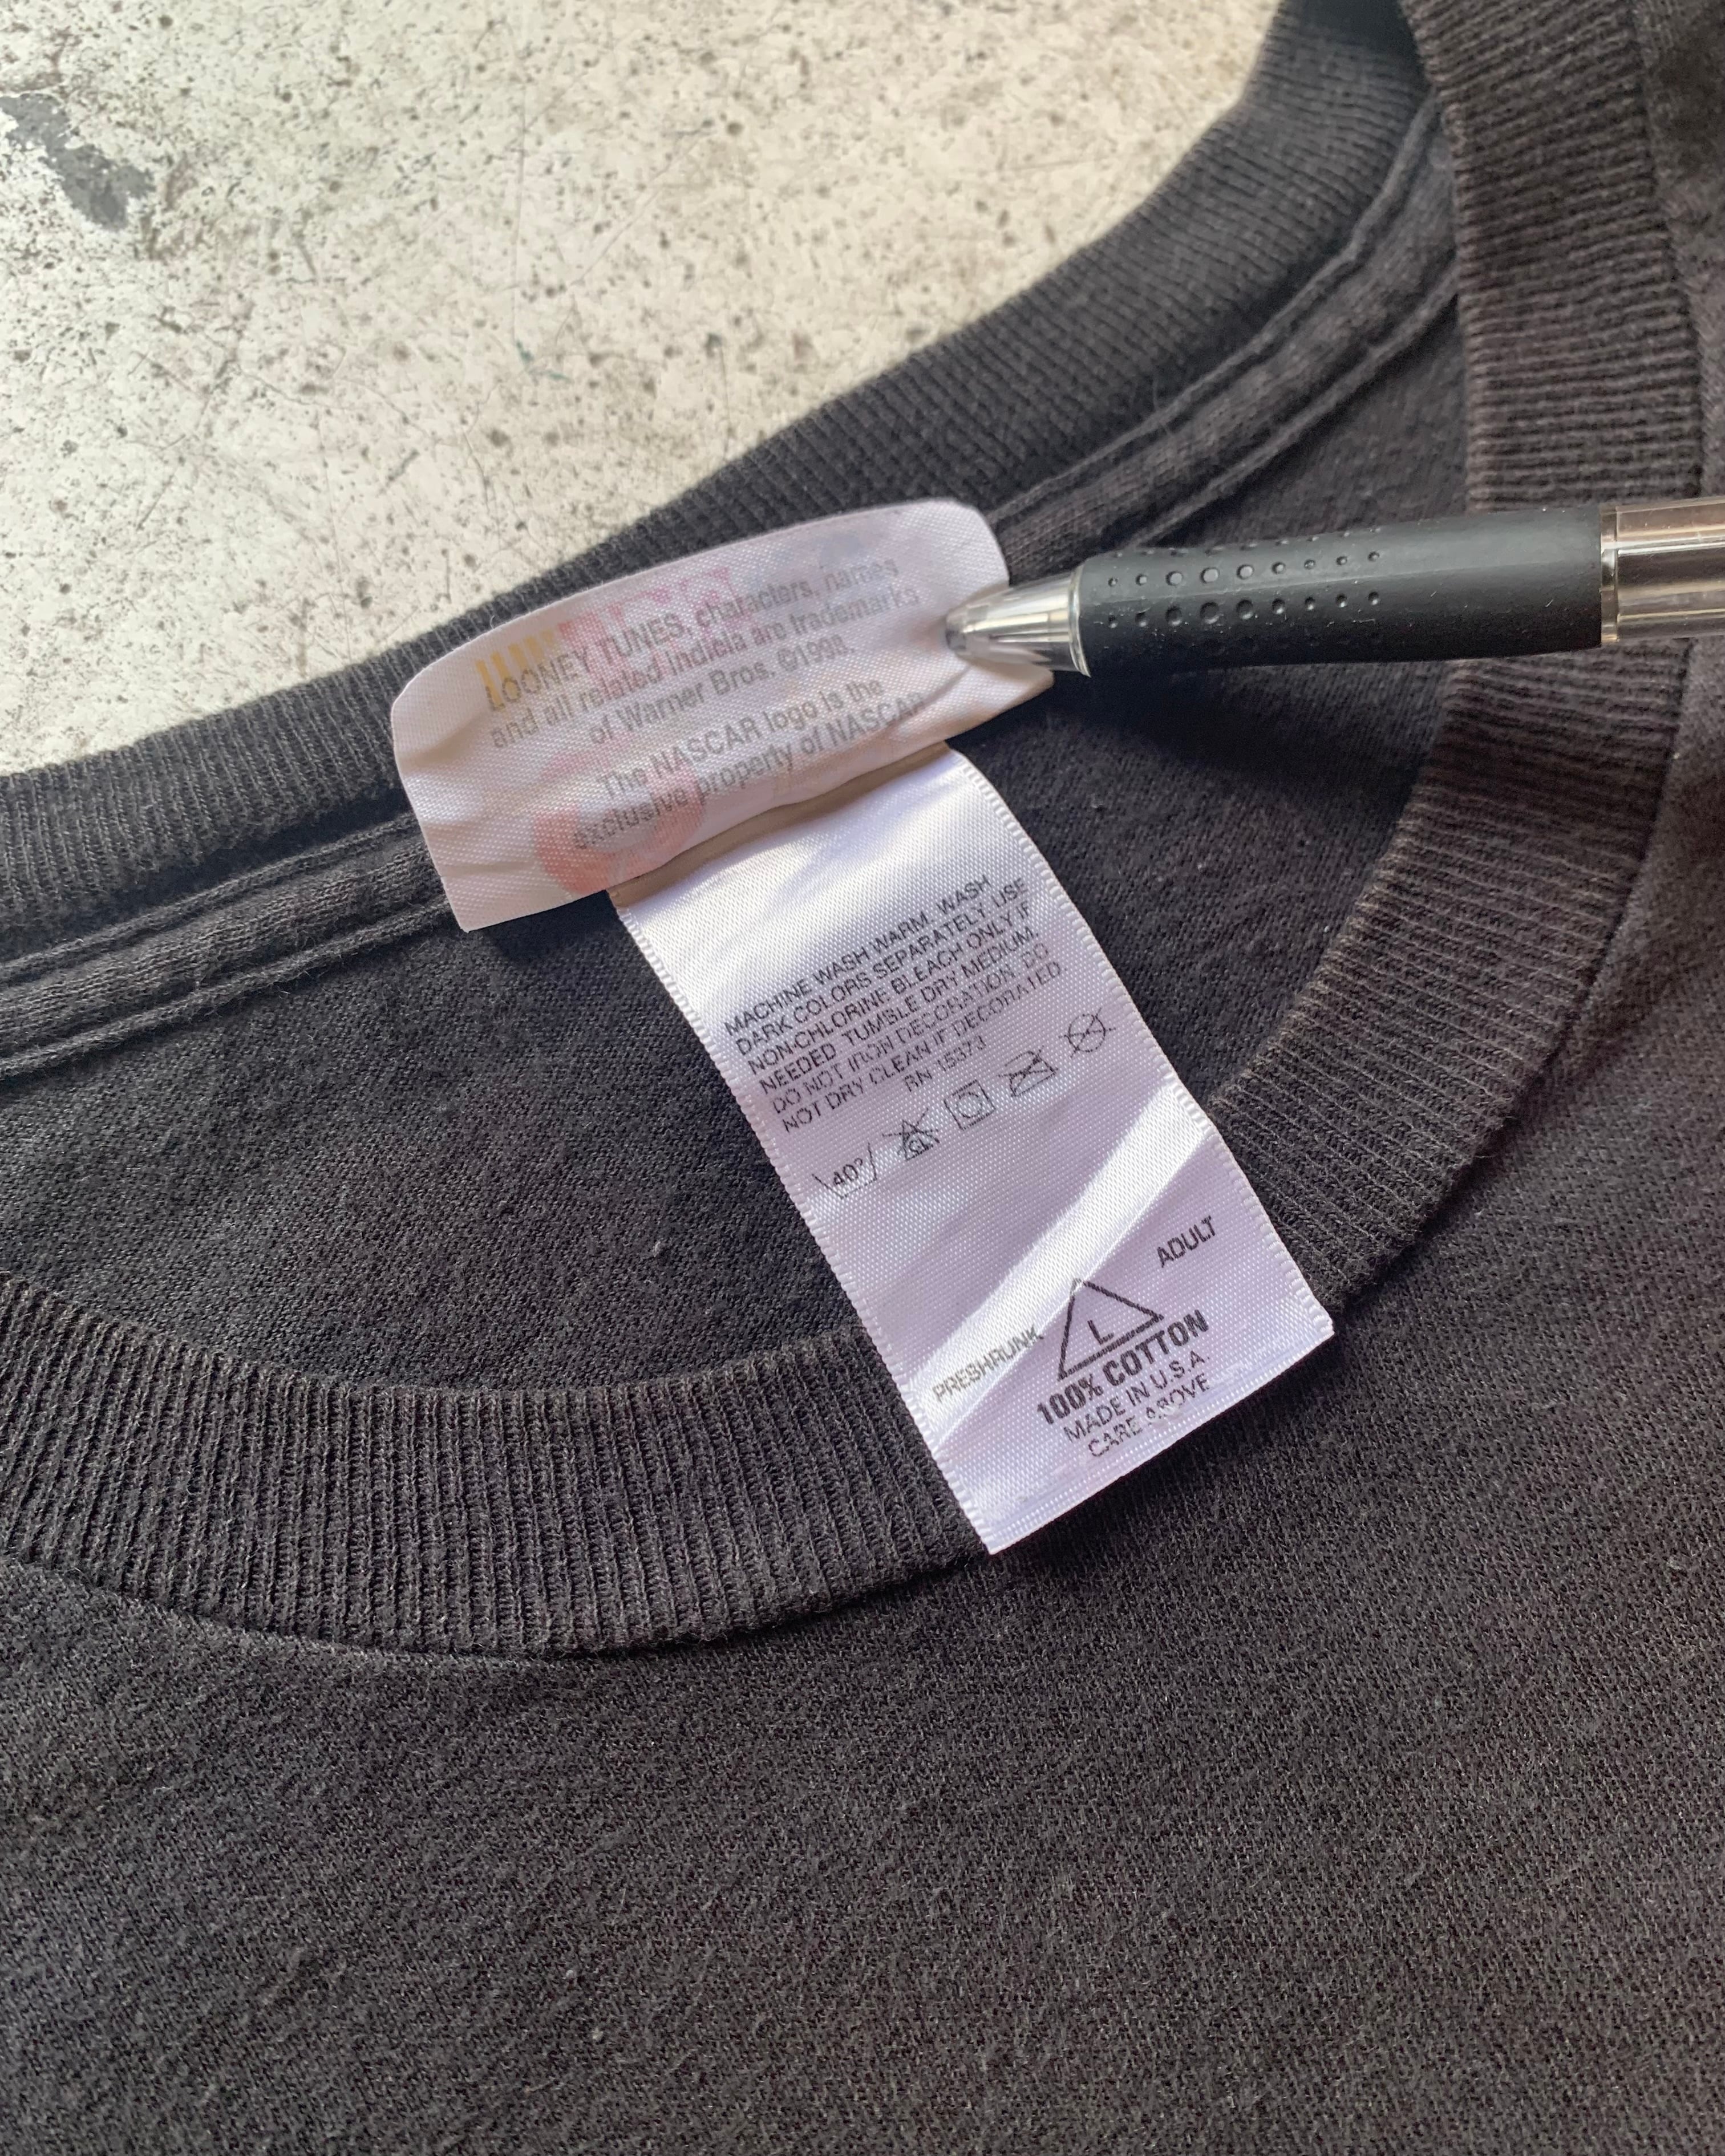 LOONEY TUNES, characters, names
and all related indicia are trademarks
of Warner Bros. ©1998.
The NASCAR logo is the
exclusive property of NASCAR.
MACHINE WASH WARM. WASH
DARK COLORS SEPARATELY. USE
NON-CHLORINE BLEACH ONLY IF
NEEDED. TUMBLE DRY MEDIUM.
DO NOT IRON DECORATION. DO
NOT DRY CLEAN IF DECORATED.
RN 15373
40°
CL
ADULT
PRESHRUNK
L
100% COTTON
MADE IN U.S.A
CARE ABOVE